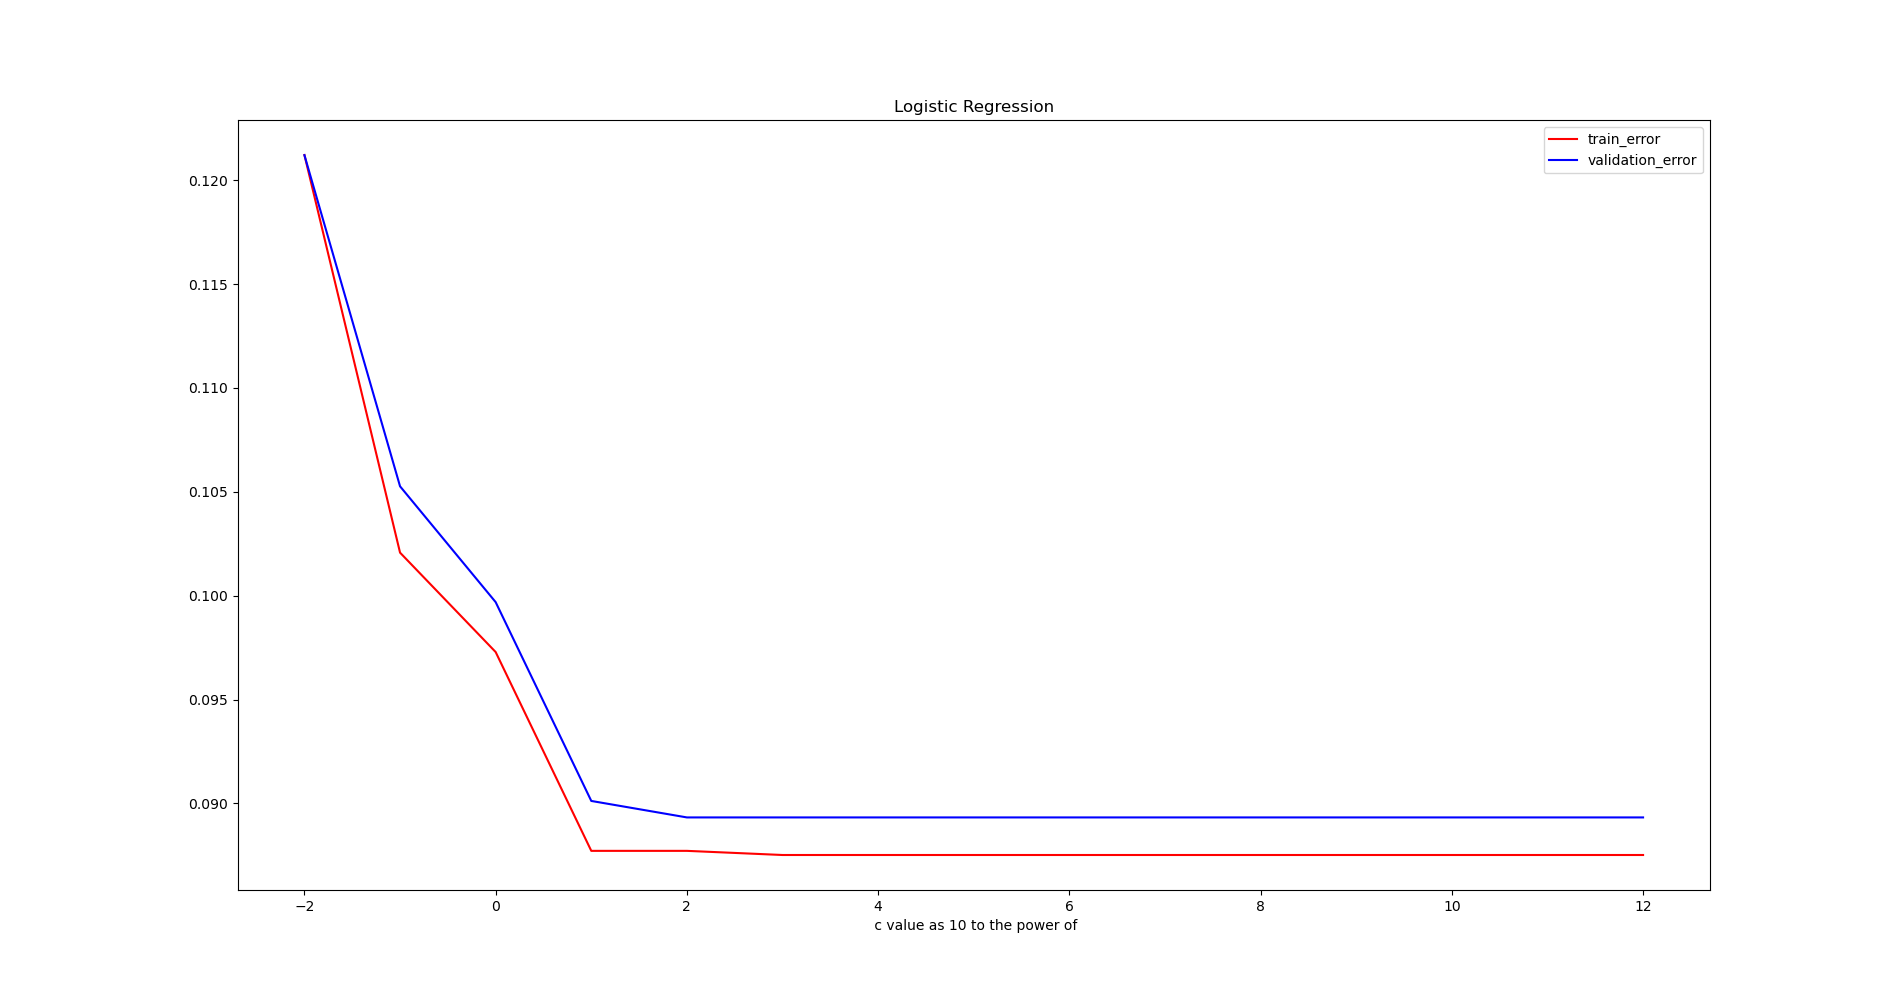 Logistic Regression
train_error
validation_error
0.120
0.115
0.110
0.105
0.100
0.095
0.090
−2 0 2 4 6 8 10 12
c value as 10 to the power of